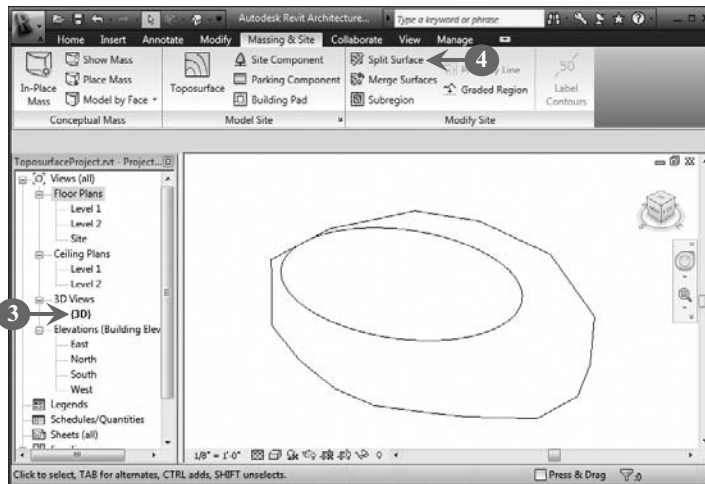 Autodesk Revit Architecture...
Type a keyword or phrase
Home Insert Annotate Modify Massing & Site Collaborate View Manage
In-Place Mass
Show Mass
Place Mass
Model by Face
Conceptual Mass
Toposurface
Site Component
Parking Component
Building Pad
Model Site
Split Surface
4
Merge Surfaces
Subregion
Line
Graded Region
50
Label Contours
Modify Site
ToposurfaceProject.rvt - Project...
Views (all)
Floor Plans
Level 1
Level 2
Site
Ceiling Plans
Level 1
Level 2
3D Views
3
{3D}
Elevations (Building Elev
East
North
South
West
Legends
Schedules/Quantities
Sheets (all)
1/8" = 1'-0"
Click to select, TAB for alternates, CTRL adds, SHIFT unselects.
Press & Drag
:0